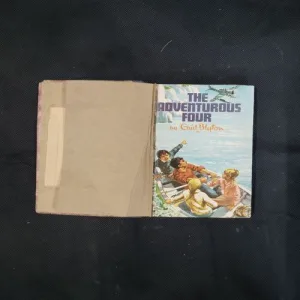 THE
ADVENTUROUS
FOUR
by Enid Blyton